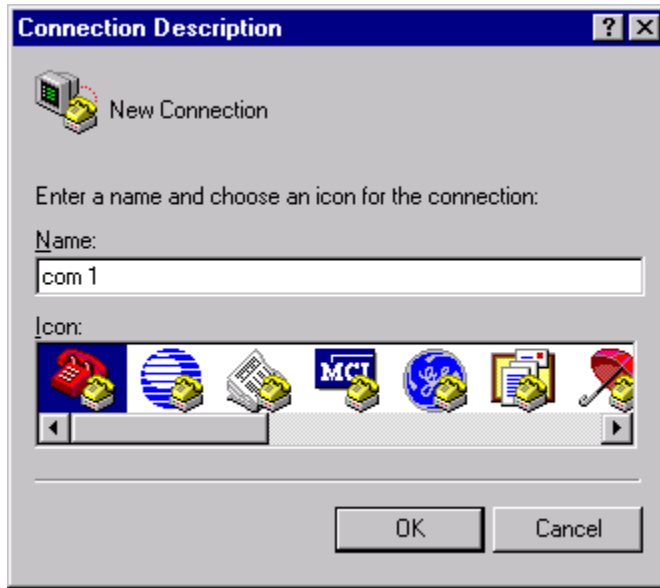 Connection Description
New Connection
Enter a name and choose an icon for the connection:
Name:
com 1
Icon:
MCI
OK Cancel